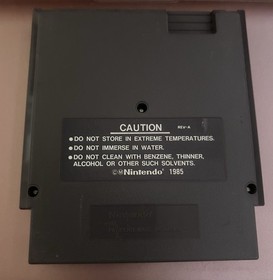 CAUTION REV-A
• DO NOT STORE IN EXTREME TEMPERATURES.
• DO NOT IMMERSE IN WATER.
• DO NOT CLEAN WITH BENZENE, THINNER,
ALCOHOL OR OTHER SUCH SOLVENTS.
©Ⓜ Nintendo® 1985